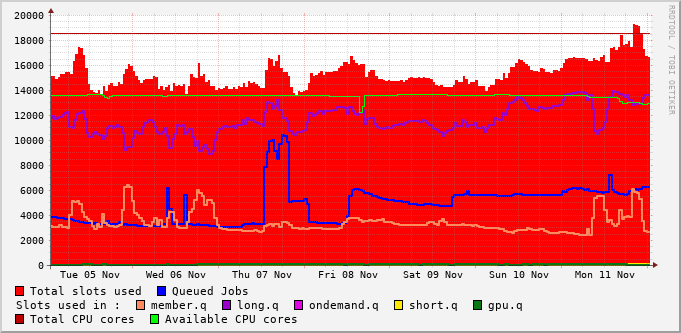 20000
18000
16000
14000
12000
10000
8000
6000
4000
2000
0
Tue 05 Nov Wed 06 Nov Thu 07 Nov Fri 08 Nov Sat 09 Nov Sun 10 Nov Mon 11 Nov
RRDTOOL / TOBI OETIKER
Total slots used Queued Jobs
Slots used in : member.q long.q ondemand.q short.q gpu.q
Total CPU cores Available CPU cores